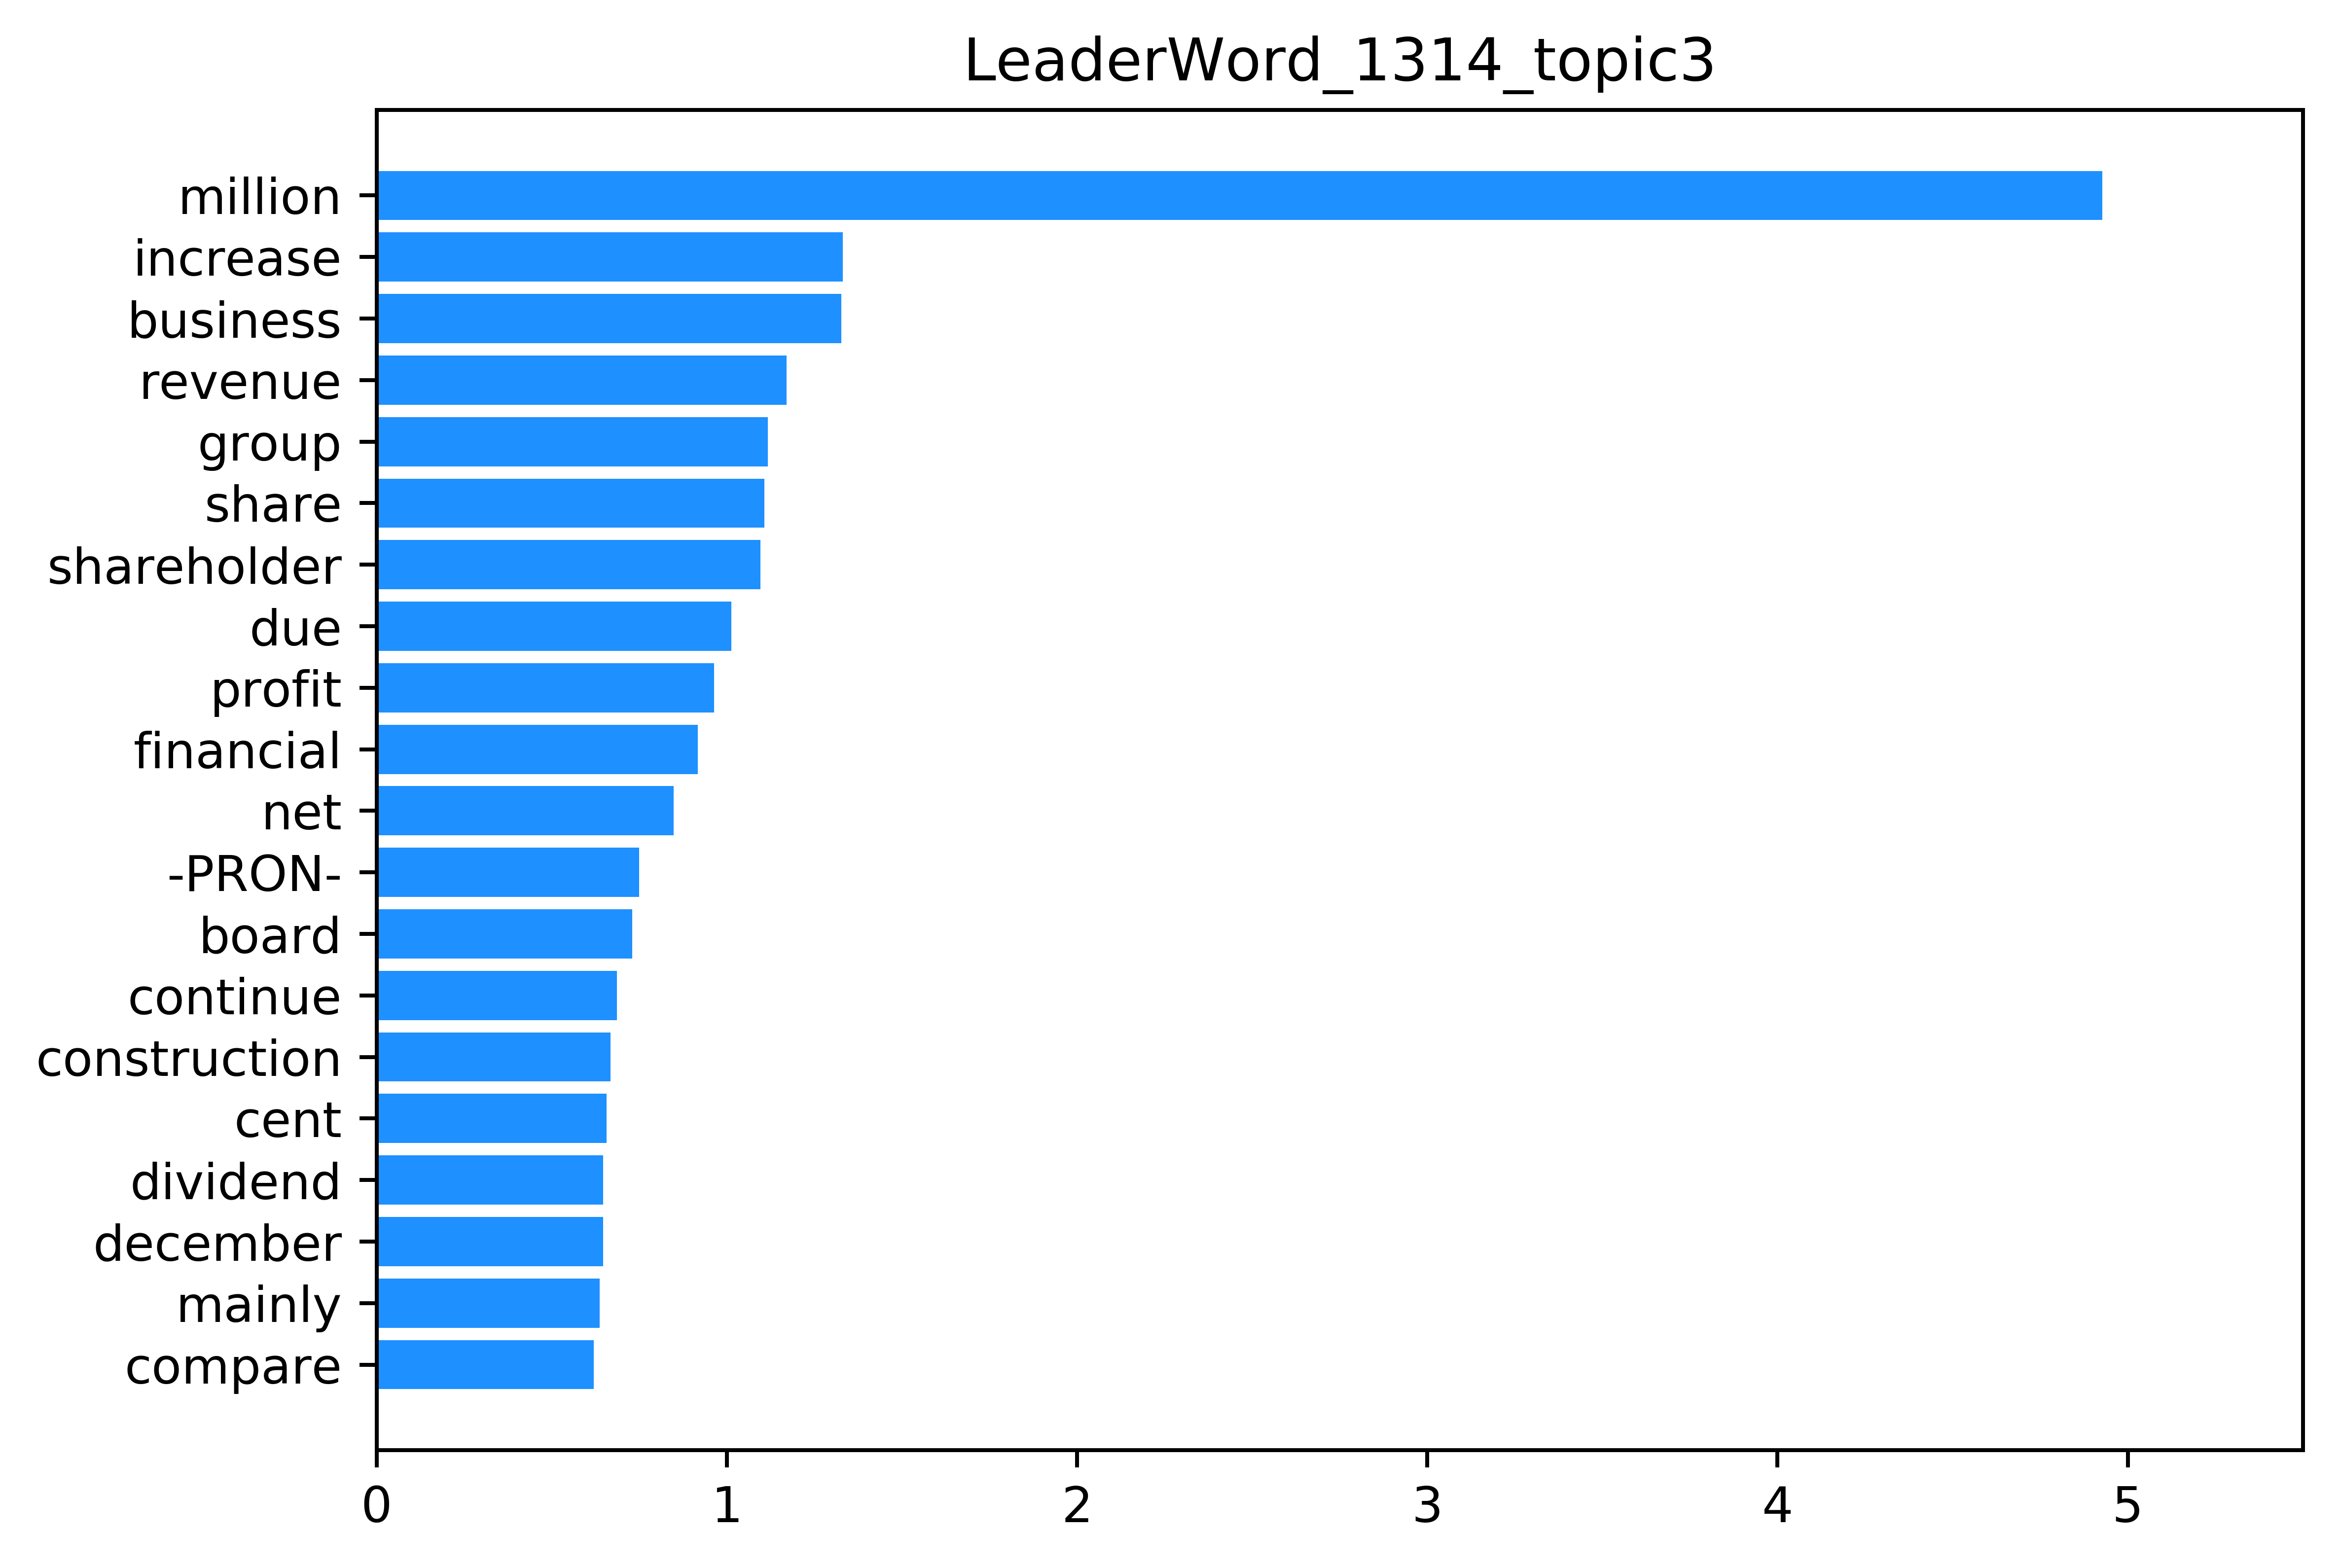 LeaderWord_1314_topic3
million
increase
business
revenue
group
share
shareholder
due
profit
financial
net
-PRON-
board
continue
construction
cent
dividend
december
mainly
compare
0 1 2 3 4 5